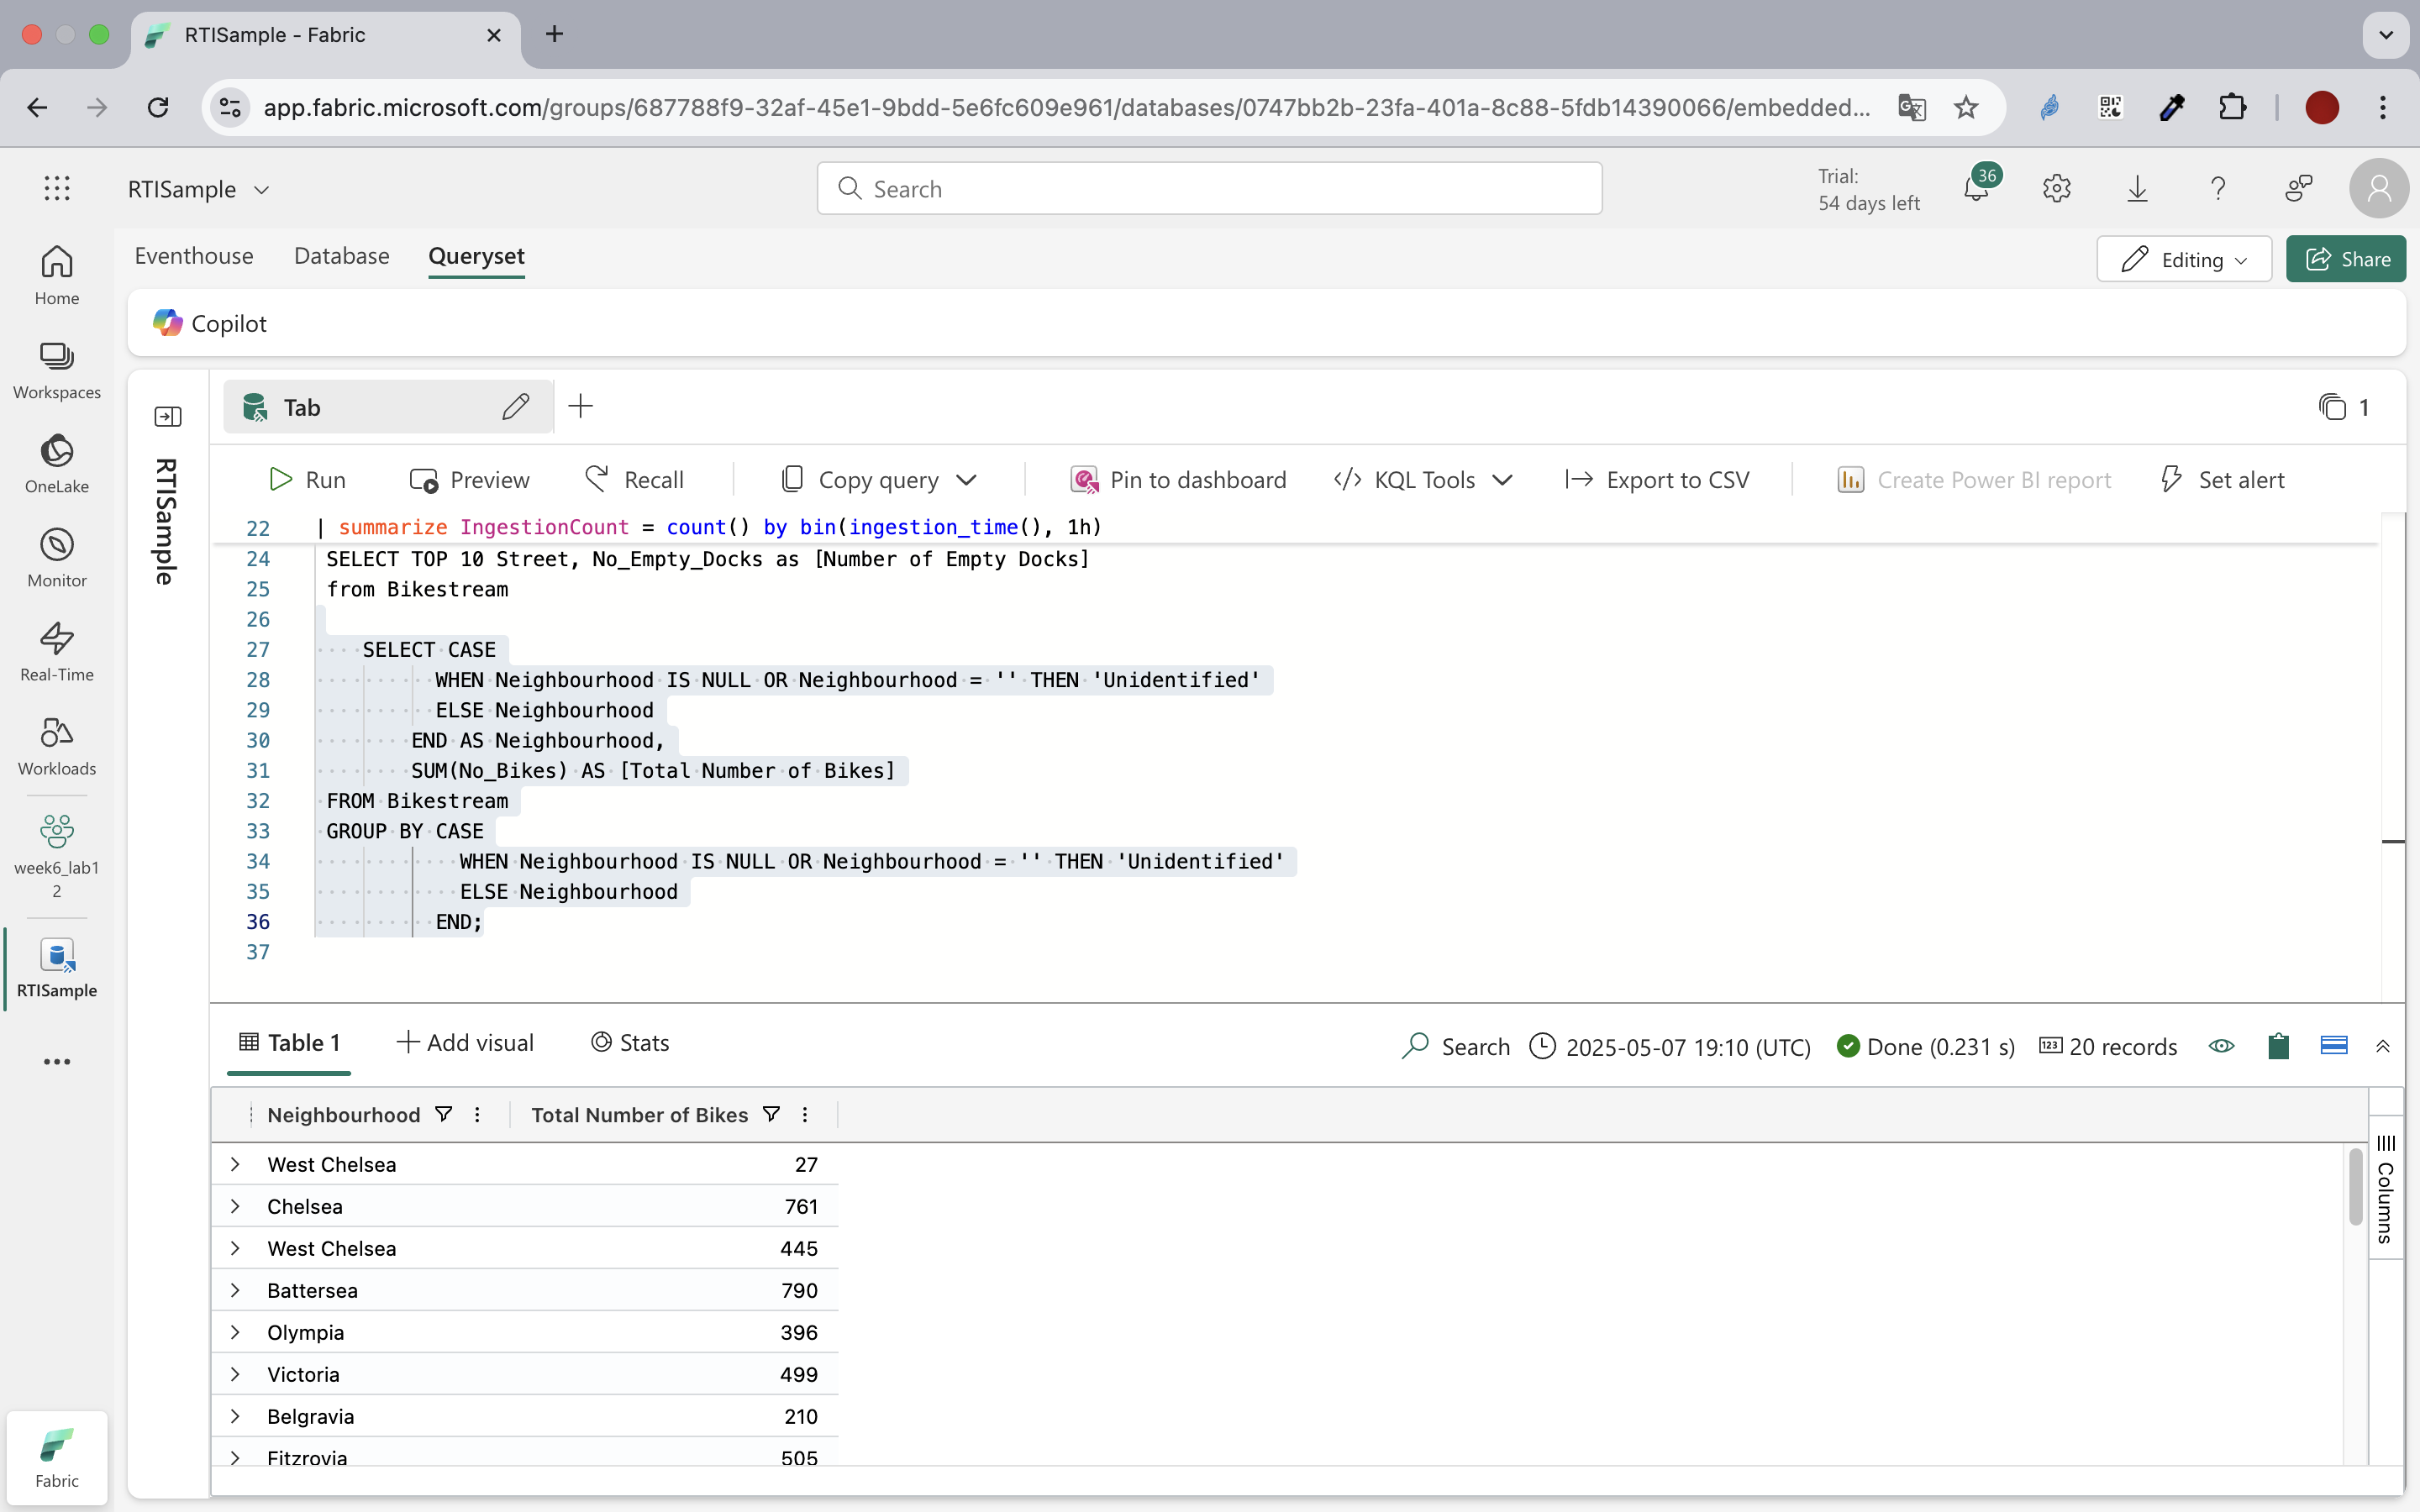 RTISample - Fabric
app.fabric.microsoft.com/groups/687788f9-32af-45e1-9bdd-5e6fc609e961/databases/0747bb2b-23fa-401a-8c88-5fdb14390066/embedded...
RTISample
Search
Trial:
54 days left
36
Eventhouse Database Queryset
Editing
Share
Home
Workspaces
OneLake
Monitor
Real-Time
Workloads
week6_lab1
2
RTISample
Fabric
Copilot
RTISample
Tab
1
Run Preview Recall Copy query Pin to dashboard KQL Tools Export to CSV Create Power BI report Set alert
22 | summarize IngestionCount = count() by bin(ingestion_time(), 1h)
24 SELECT TOP 10 Street, No_Empty_Docks as [Number of Empty Docks]
25 from Bikestream
26
27 SELECT CASE
28 WHEN Neighbourhood IS NULL OR Neighbourhood = '' THEN 'Unidentified'
29 ELSE Neighbourhood
30 END AS Neighbourhood,
31 SUM(No_Bikes) AS [Total Number of Bikes]
32 FROM Bikestream
33 GROUP BY CASE
34 WHEN Neighbourhood IS NULL OR Neighbourhood = '' THEN 'Unidentified'
35 ELSE Neighbourhood
36 END;
37
Table 1 Add visual Stats
Search 2025-05-07 19:10 (UTC) Done (0.231 s) 123 20 records
Neighbourhood Total Number of Bikes
West Chelsea 27
Chelsea 761
West Chelsea 445
Battersea 790
Olympia 396
Victoria 499
Belgravia 210
Fitzrovia 505
Columns